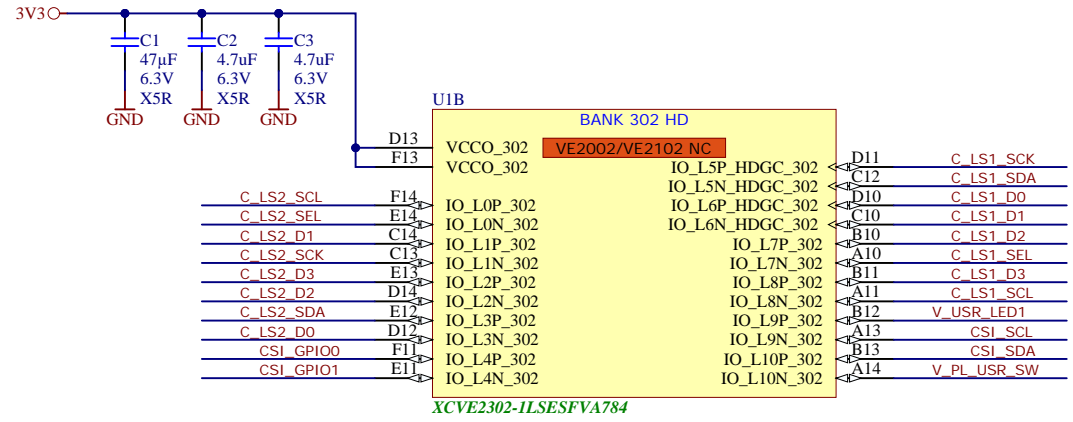 3V3
C1
47µF
6.3V
X5R
GND
C2
4.7uF
6.3V
X5R
GND
C3
4.7uF
6.3V
X5R
GND
U1B
BANK 302 HD
VE2002/VE2102 NC
D13 VCCO_302
F13 VCCO_302
C_LS2_SCL F14 IO_L0P_302
C_LS2_SEL E14 IO_L0N_302
C_LS2_D1 C14 IO_L1P_302
C_LS2_SCK C13 IO_L1N_302
C_LS2_D3 E13 IO_L2P_302
C_LS2_D2 D14 IO_L2N_302
C_LS2_SDA E12 IO_L3P_302
C_LS2_D0 D12 IO_L3N_302
CSI_GPIO0 F11 IO_L4P_302
CSI_GPIO1 E11 IO_L4N_302
IO_L5P_HDGC_302 D11 C_LS1_SCK
IO_L5N_HDGC_302 C12 C_LS1_SDA
IO_L6P_HDGC_302 D10 C_LS1_D0
IO_L6N_HDGC_302 C10 C_LS1_D1
IO_L7P_302 B10 C_LS1_D2
IO_L7N_302 A10 C_LS1_SEL
IO_L8P_302 B11 C_LS1_D3
IO_L8N_302 A11 C_LS1_SCL
IO_L9P_302 B12 V_USR_LED1
IO_L9N_302 A13 CSI_SCL
IO_L10P_302 B13 CSI_SDA
IO_L10N_302 A14 V_PL_USR_SW
XCVE2302-1LSESFVA784